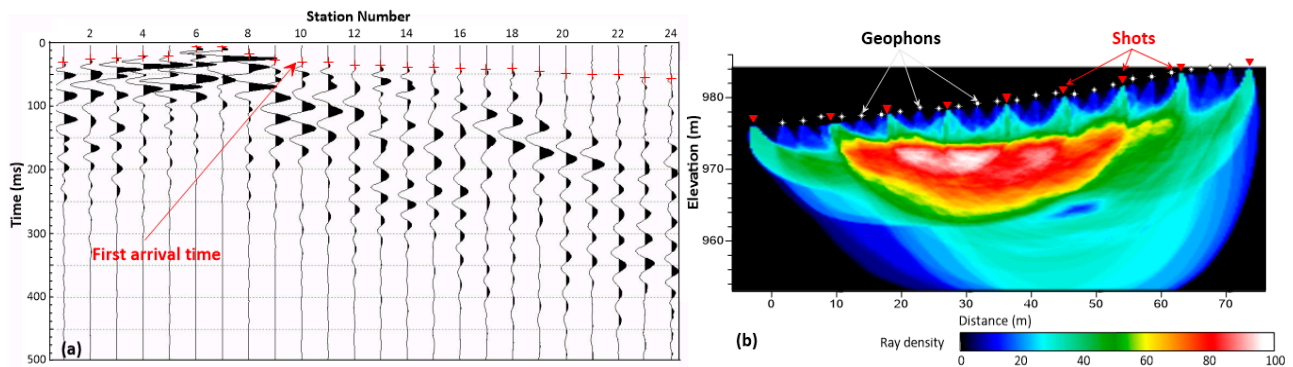 Station Number
2 4 6 8 10 12 14 16 18 20 22 24
0
100
200
300
400
500
Time (ms)
First arrival time
(a)
Geophons
Shots
980
970
960
Elevation (m)
0 10 20 30 40 50 60 70
Distance (m)
(b)
Ray density
0 20 40 60 80 100